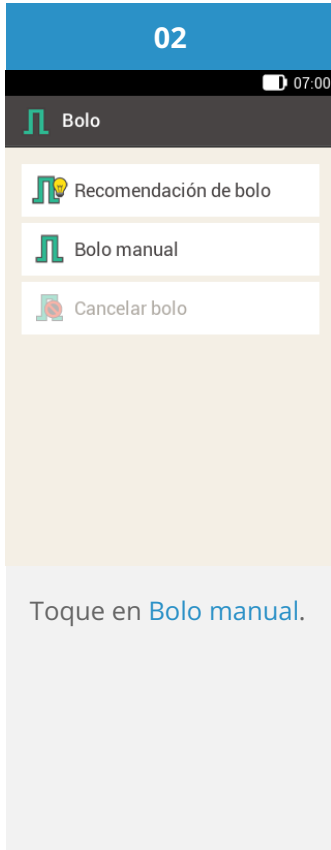 02
07:00
Bolo
Recomendación de bolo
Bolo manual
Cancelar bolo
Toque en Bolo manual.